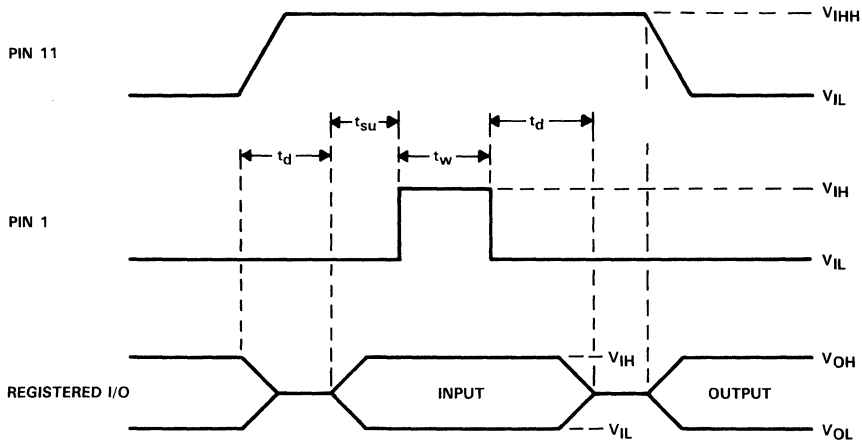 VIHH
PIN 11
VIL
tsu
td
td
tw
VIH
PIN 1
VIL
VIH
VOH
REGISTERED I/O
INPUT
OUTPUT
VIL
VOL